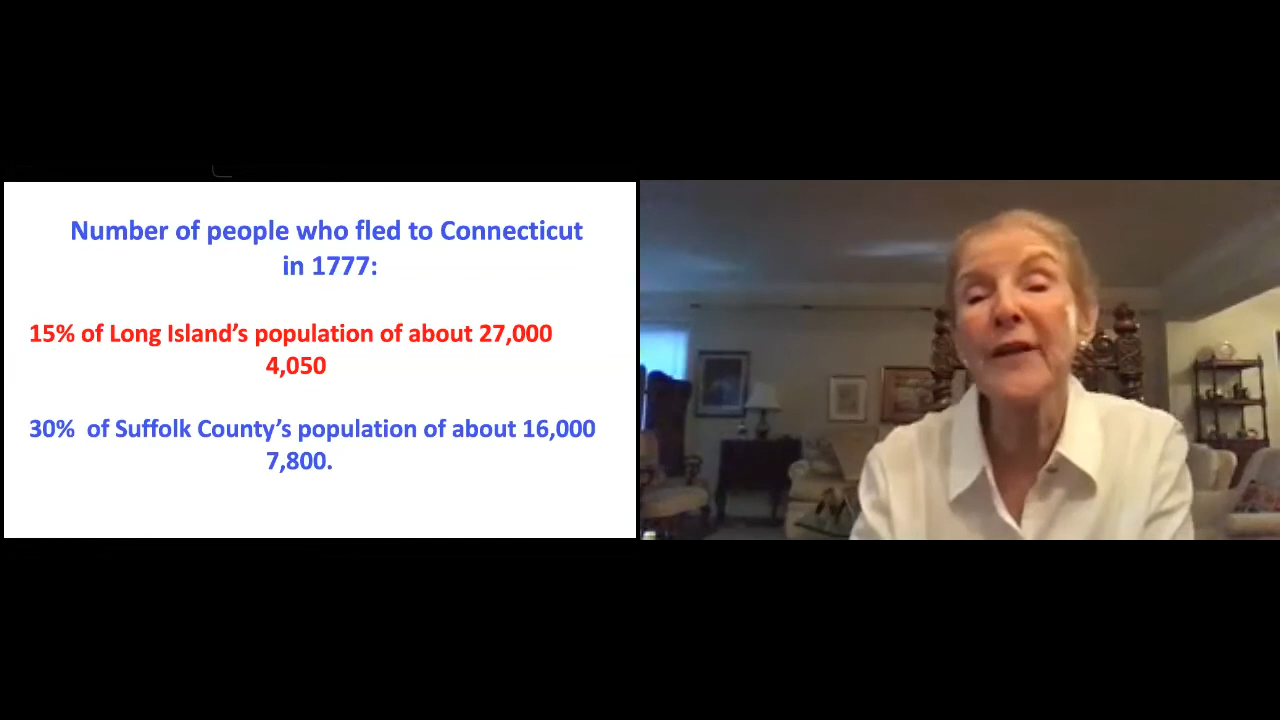 Number of people who fled to Connecticut
in 1777:
15% of Long Island’s population of about 27,000
4,050
30% of Suffolk County’s population of about 16,000
7,800.